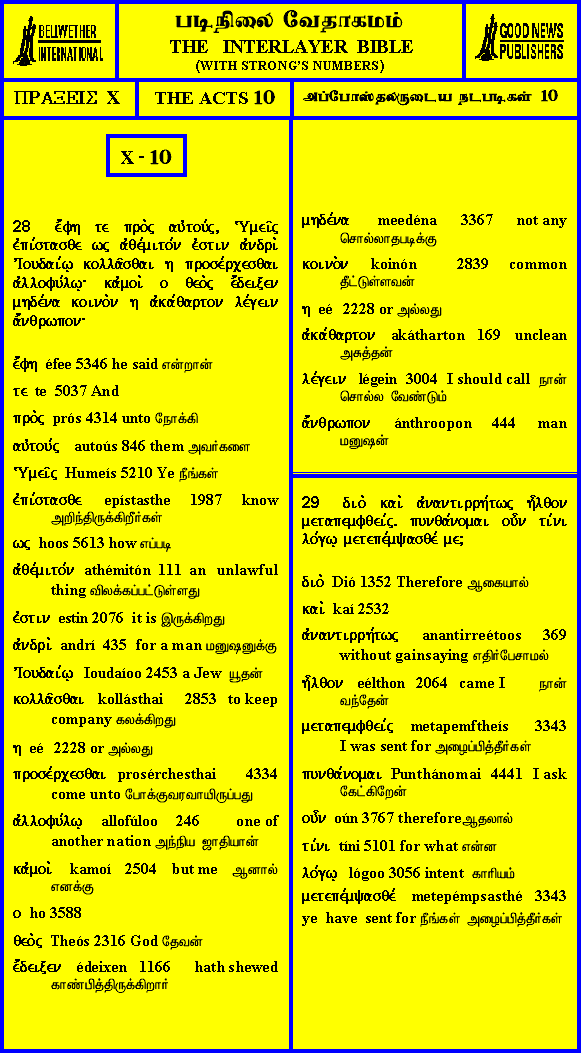 BELLWETHER
INTERNATIONAL
படிநிலை வேதாகமம்
THE INTERLAYER BIBLE
(WITH STRONG'S NUMBERS)
GOOD NEWS
PUBLISHERS
ΠΡΑΞΕΙΣ X
THE ACTS 10
அப்போஸ்தலருடைய நடபடிகள் 10
X - 10
28 ἔφη τε πρὸς αὐτούς, Ὑμεῖς
ἐπίστασθε ως ἀθέμιτόν ἐστιν ἀνδρὶ
Ἰουδαίῳ κολλᾶσθαι η προσέρχεσθαι
ἀλλοφύλῳ· κἀμοὶ ο θεὸς ἔδειξεν
μηδένα κοινὸν η ἀκάθαρτον λέγειν
ἄνθρωπον·
ἔφη éfee 5346 he said என்றான்
τε te 5037 And
πρὸς prós 4314 unto நோக்கி
αὐτούς autoús 846 them அவர்களை
Ὑμεῖς Humeís 5210 Ye நீங்கள்
ἐπίστασθε epístasthe 1987 know
அறிந்திருக்கிறீர்கள்
ως hoos 5613 how எப்படி
ἀθέμιτόν athémitón 111 an unlawful
thing விலக்கப்பட்டுள்ளது
ἐστιν estin 2076 it is இருக்கிறது
ἀνδρὶ andrí 435 for a man மனுஷனுக்கு
Ἰουδαίῳ Ioudaíoo 2453 a Jew யூதன்
κολλᾶσθαι kollásthai 2853 to keep
company கலக்கிறது
η eé 2228 or அல்லது
προσέρχεσθαι prosérchesthai 4334
come unto போக்குவரவாயிருப்பது
ἀλλοφύλῳ allofúloo 246 one of
another nation அந்நிய ஜாதியான்
κἀμοὶ kamoí 2504 but me ஆனால்
எனக்கு
ο ho 3588
θεὸς Theós 2316 God தேவன்
ἔδειξεν édeixen 1166 hath shewed
காண்பித்திருக்கிறார்
μηδένα meedéna 3367 not any
சொல்லாதபடிக்கு
κοινὸν koinón 2839 common
தீட்டுள்ளவன்
η eé 2228 or அல்லது
ἀκάθαρτον akátharton 169 unclean
அசுத்தன்
λέγειν légein 3004 I should call நான்
சொல்ல வேண்டும்
ἄνθρωπον ánthroopon 444 man
மனுஷன்
29 διὸ καὶ ἀναντιρρήτως ἦλθον
μεταπεμφθείς. πυνθάνομαι οὖν τίνι
λόγῳ μετεπέμψασθέ με;
διὸ Dió 1352 Therefore ஆகையால்
καὶ kaí 2532
ἀναντιρρήτως anantirreétoos 369
without gainsaying எதிர்பேசாமல்
ἦλθον eélthon 2064 came I நான்
வந்தேன்
μεταπεμφθείς metapemftheís 3343
I was sent for அழைப்பித்தீர்கள்
πυνθάνομαι Punthánomai 4441 I ask
கேட்கிறேன்
οὖν oún 3767 therefore ஆதலால்
τίνι tíni 5101 for what என்ன
λόγῳ lógoo 3056 intent காரியம்
μετεπέμψασθέ metepémpsasthé 3343
ye have sent for நீங்கள் அழைப்பித்தீர்கள்